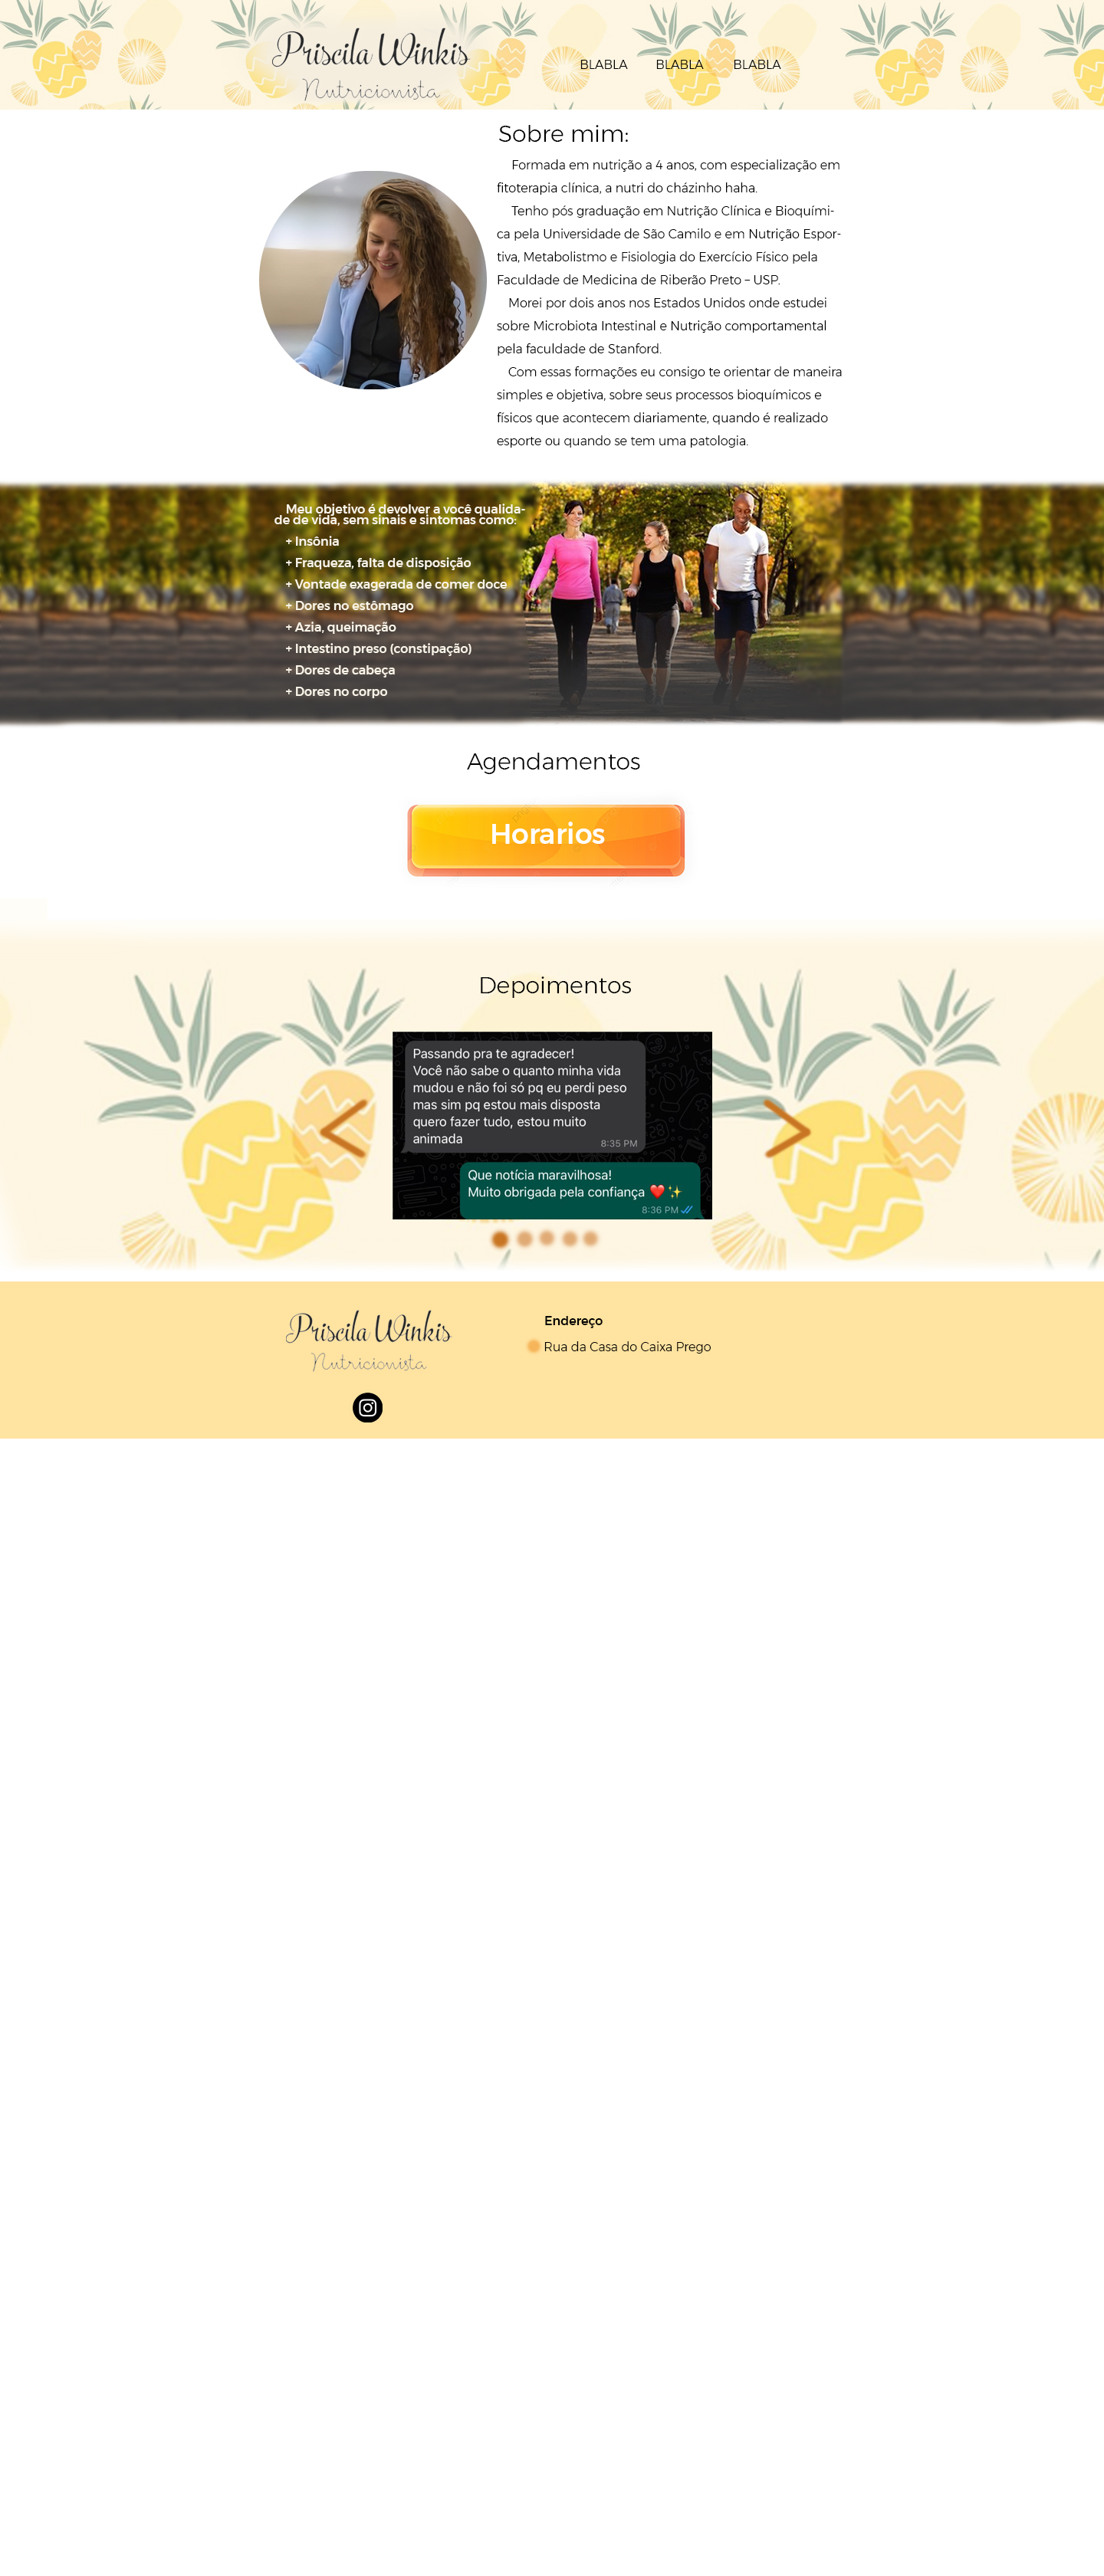 Priscila Winkis
Nutricionista
BLABLA BLABLA BLABLA
Sobre mim:
Formada em nutrição a 4 anos, com especialização em
fitoterapia clínica, a nutri do cházinho haha.
Tenho pós graduação em Nutrição Clínica e Bioquími-
ca pela Universidade de São Camilo e em Nutrição Espor-
tiva, Metabolistmo e Fisiologia do Exercício Físico pela
Faculdade de Medicina de Riberão Preto – USP.
Morei por dois anos nos Estados Unidos onde estudei
sobre Microbiota Intestinal e Nutrição comportamental
pela faculdade de Stanford.
Com essas formações eu consigo te orientar de maneira
simples e objetiva, sobre seus processos bioquímicos e
físicos que acontecem diariamente, quando é realizado
esporte ou quando se tem uma patologia.
Meu objetivo é devolver a você qualida-
de de vida, sem sinais e sintomas como:
+ Insônia
+ Fraqueza, falta de disposição
+ Vontade exagerada de comer doce
+ Dores no estômago
+ Azia, queimação
+ Intestino preso (constipação)
+ Dores de cabeça
+ Dores no corpo
Agendamentos
Horarios
Depoimentos
Passando pra te agradecer!
Você não sabe o quanto minha vida
mudou e não foi só pq eu perdi peso
mas sim pq estou mais disposta
quero fazer tudo, estou muito
animada
8:35 PM
Que notícia maravilhosa!
Muito obrigada pela confiança ❤️✨
8:36 PM
Priscila Winkis
Nutricionista
Endereço
Rua da Casa do Caixa Prego